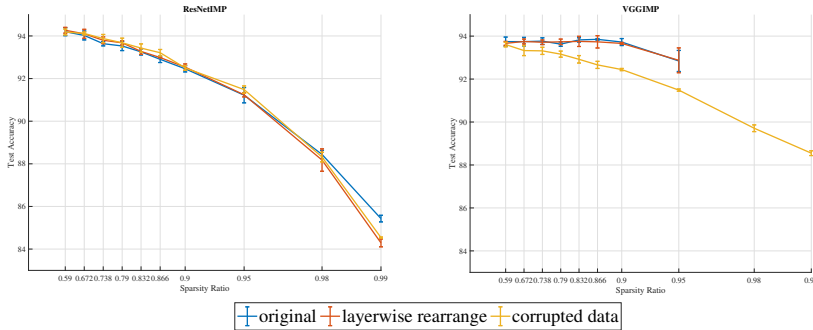 ResNetIMP
94
92
90
88
86
84
Test Accuracy
0.59 0.672 0.738 0.79 0.832 0.866 0.9 0.95 0.98 0.99
Sparsity Ratio
VGGIMP
94
92
90
88
86
84
Test Accuracy
0.59 0.672 0.738 0.79 0.832 0.866 0.9 0.95 0.98
Sparsity Ratio
original layerwise rearrange corrupted data